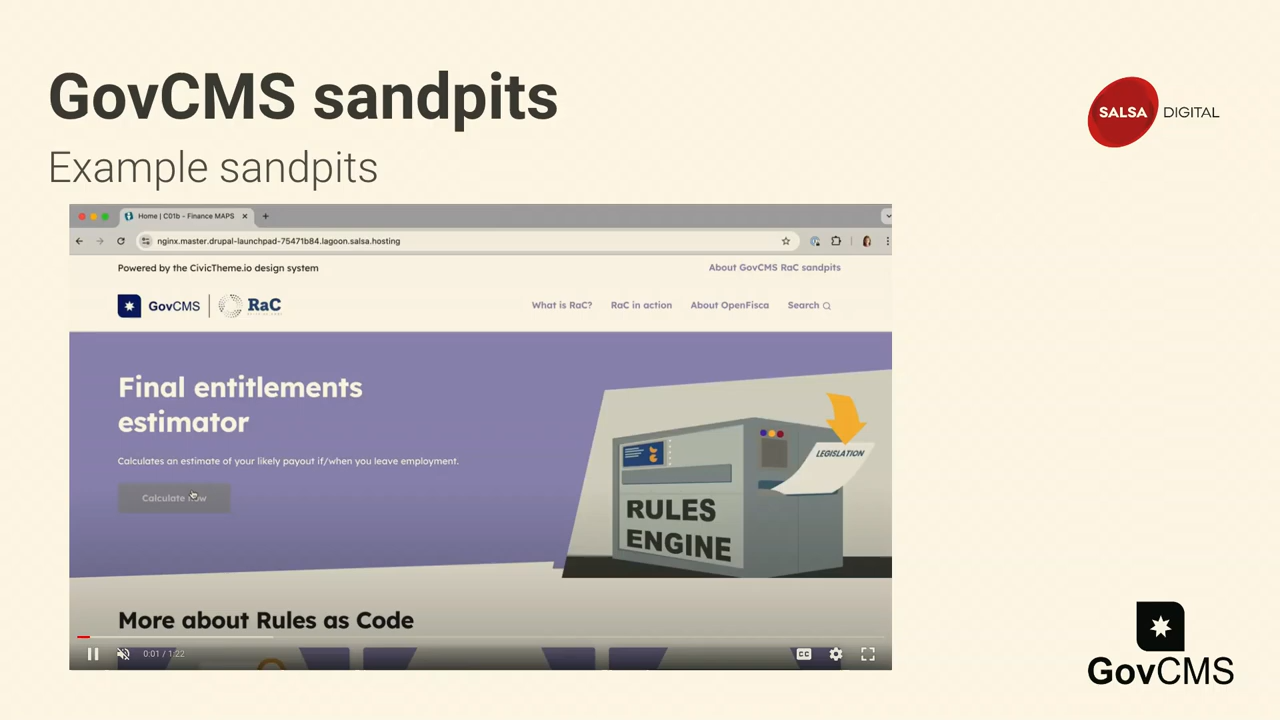 GovCMS sandpits
SALSA DIGITAL
Example sandpits
Home | C01b - Finance MAPS
nginx.master.drupal-launchpad-75471b84.lagoon.salsa.hosting
Powered by the CivicTheme.io design system
About GovCMS RaC sandpits
GovCMS
RaC
What is RaC?
RaC in action
About OpenFisca
Search
Final entitlements
estimator
Calculates an estimate of your likely payout if/when you leave employment.
Calculate now
LEGISLATION
RULES
ENGINE
More about Rules as Code
0:01 / 1:22
CC
GovCMS